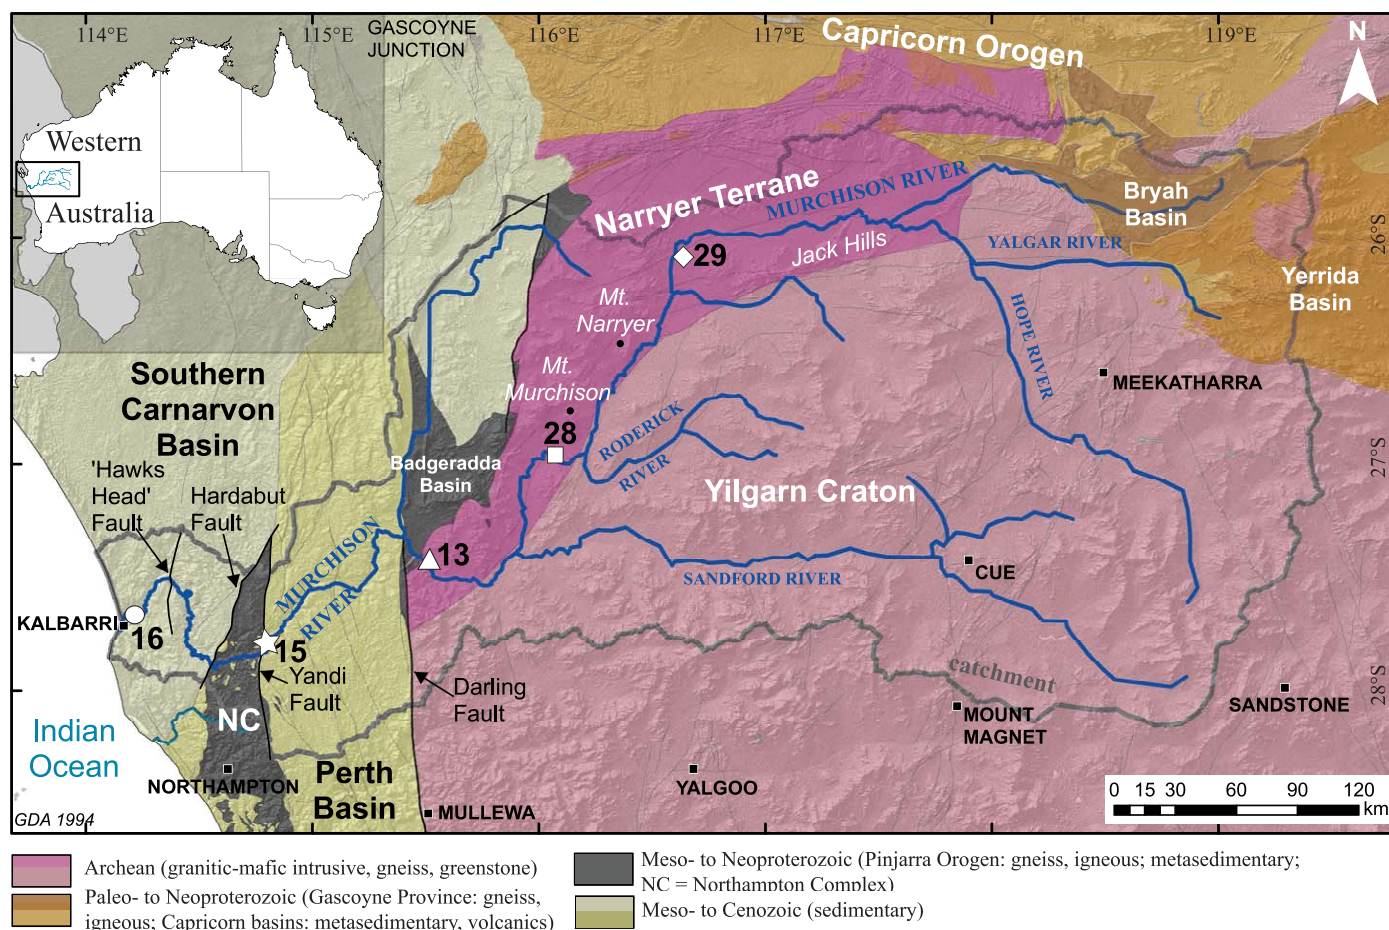 114°E
115°E
GASCOYNE
JUNCTION
116°E
117°E
Capricorn Orogen
119°E
N
Western
Australia
Narryer Terrane
MURCHISON RIVER
Bryah
Basin
26°S
29
Jack Hills
YALGAR RIVER
Yerrida
Basin
Mt.
Narryer
HOPE RIVER
Mt.
Murchison
MEEKATHARRA
Southern
Carnarvon
Basin
28
RODERICK
RIVER
27°S
'Hawks
Head'
Fault
Hardabut
Fault
Badgeradda
Basin
Yilgarn Craton
MURCHISON
RIVER
13
SANDFORD RIVER
CUE
KALBARRI
16
15
Yandi
Fault
Darling
Fault
catchment
28°S
SANDSTONE
NC
MOUNT
MAGNET
Indian
Ocean
NORTHAMPTON
Perth
Basin
YALGOO
MULLEWA
GDA 1994
0 15 30 60 90 120
km
Archean (granitic-mafic intrusive, gneiss, greenstone)
Paleo- to Neoproterozoic (Gascoyne Province: gneiss,
igneous; Capricorn basins: metasedimentary, volcanics)
Meso- to Neoproterozoic (Pinjarra Orogen: gneiss, igneous; metasedimentary;
NC = Northampton Complex)
Meso- to Cenozoic (sedimentary)